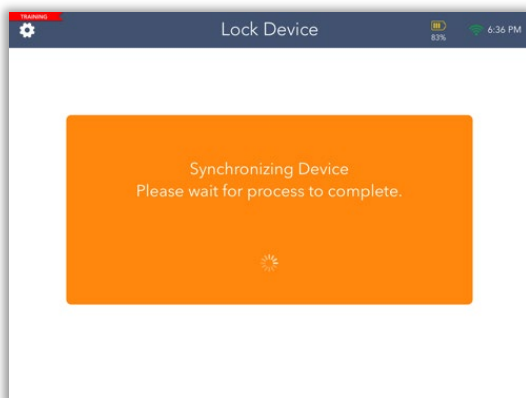 TRAINING
Lock Device
83%
6:36 PM
Synchronizing Device
Please wait for process to complete.